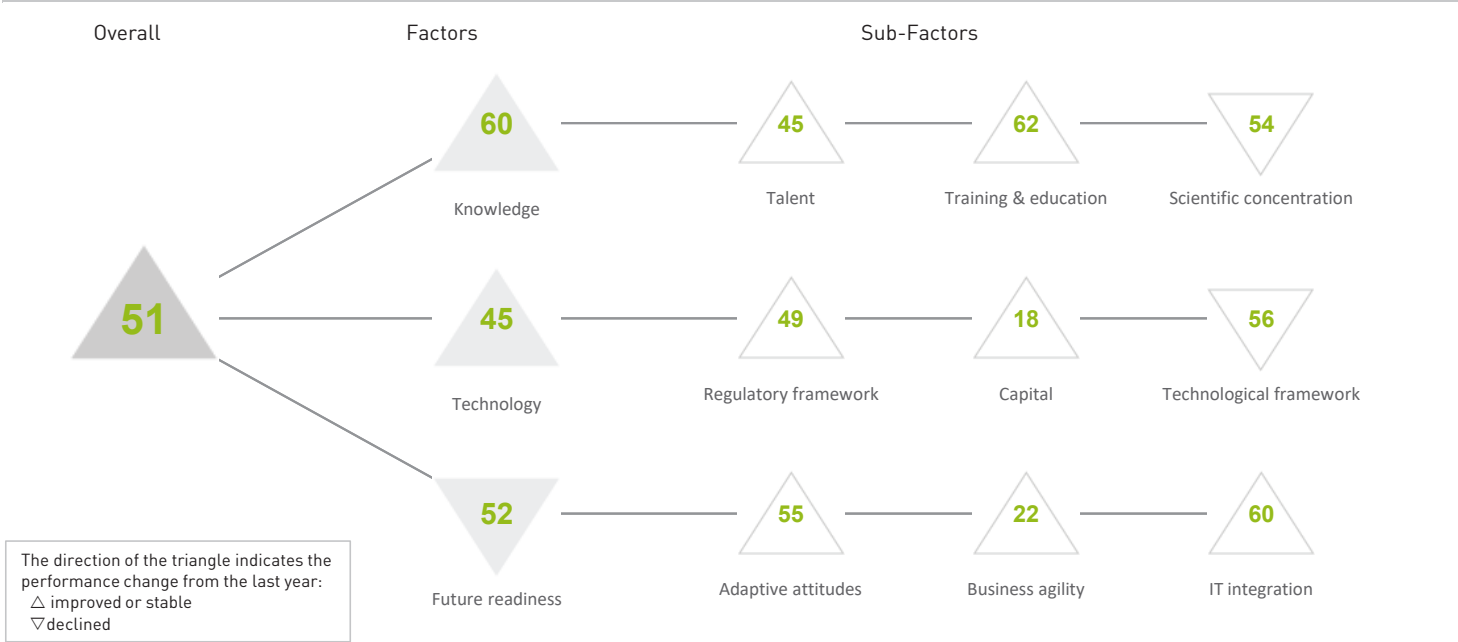 Overall
Factors
Sub-Factors
60
45
62
54
Knowledge
Talent
Training & education
Scientific concentration
51
45
49
18
56
Technology
Regulatory framework
Capital
Technological framework
52
55
22
60
Future readiness
Adaptive attitudes
Business agility
IT integration
The direction of the triangle indicates the
performance change from the last year:
△ improved or stable
▽ declined